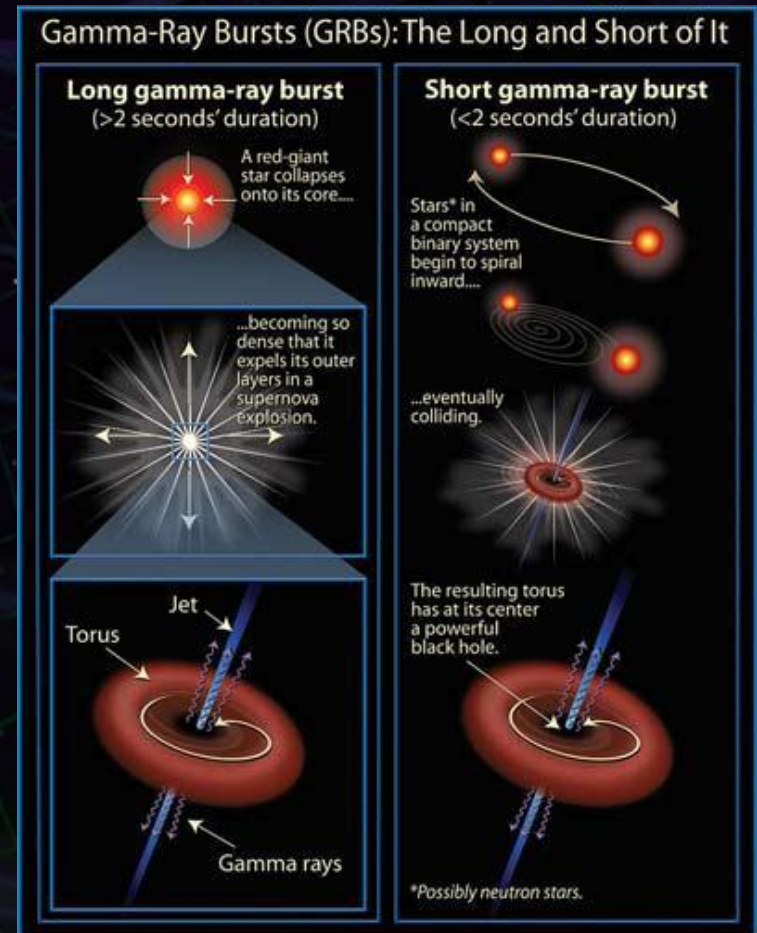 Gamma-Ray Bursts (GRBs): The Long and Short of It
Long gamma-ray burst
(>2 seconds' duration)
A red-giant
star collapses
onto its core....
...becoming so
dense that it
expels its outer
layers in a
supernova
explosion.
Jet
Torus
Gamma rays
Short gamma-ray burst
(<2 seconds' duration)
Stars* in
a compact
binary system
begin to spiral
inward....
...eventually
colliding.
The resulting torus
has at its center
a powerful
black hole.
*Possibly neutron stars.